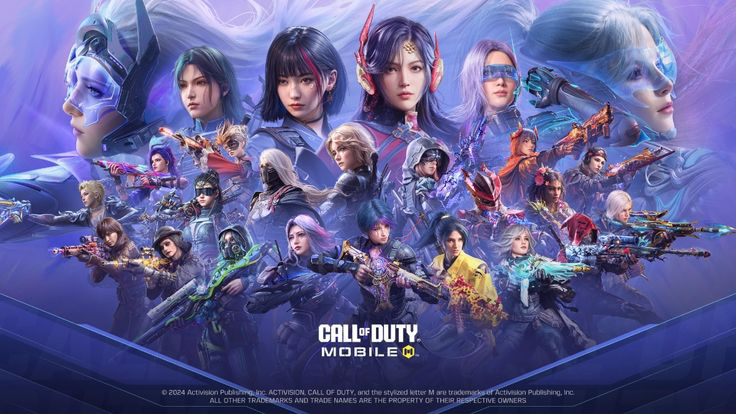 CALL OF DUTY
MOBILE
© 2024 Activision Publishing, Inc. ACTIVISION, CALL OF DUTY, and the stylized letter M are trademarks of Activision Publishing, Inc.
ALL OTHER TRADEMARKS AND TRADE NAMES ARE THE PROPERTY OF THEIR RESPECTIVE OWNERS